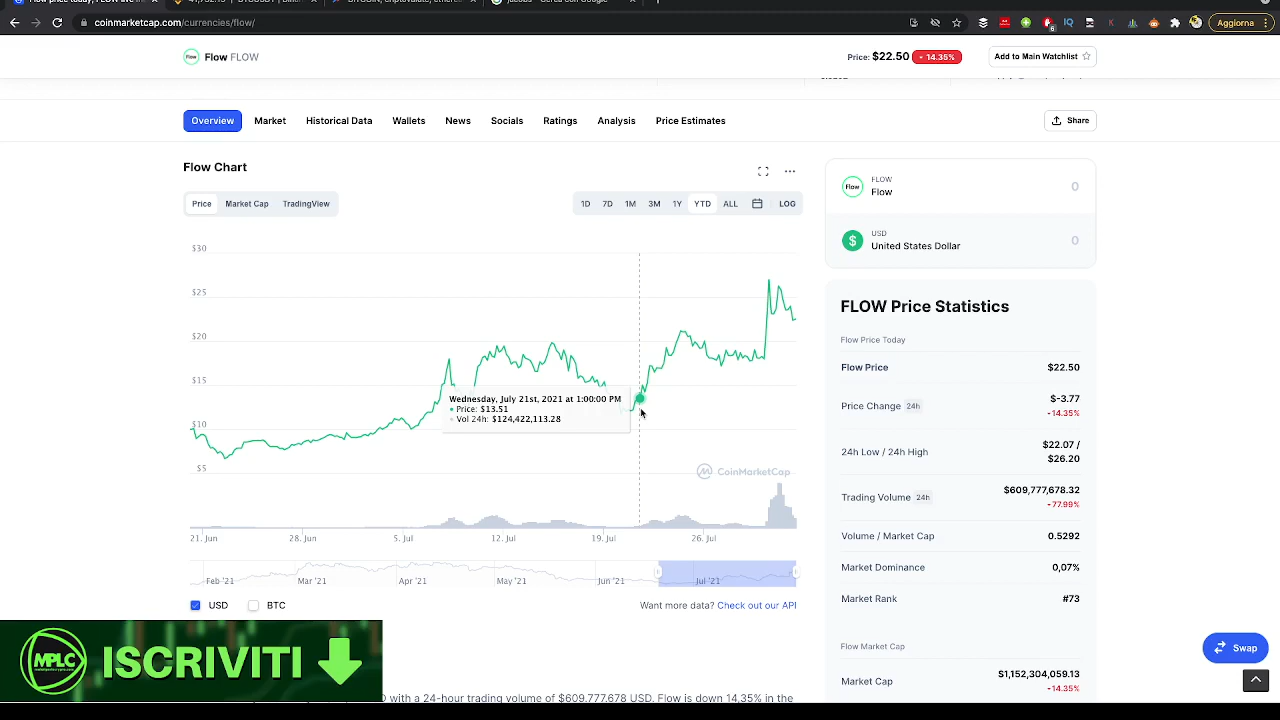 coinmarketcap.com/currencies/flow/
6
Aggiorna
Flow FLOW
Price: $22.50
14.35%
Add to Main Watchlist
Overview
Market
Historical Data
Wallets
News
Socials
Ratings
Analysis
Price Estimates
Share
Flow Chart
Price
Market Cap
TradingView
1D
7D
1M
3M
1Y
YTD
ALL
LOG
$30
$25
$20
$15
$10
$5
Wednesday, July 21st, 2021 at 1:00:00 PM
Price: $13.51
Vol 24h: $124,422,113.28
CoinMarketCap
21. Jun
28. Jun
5. Jul
12. Jul
19. Jul
26. Jul
Feb '21
Mar '21
Apr '21
May '21
Jun '21
Jul '21
USD
BTC
Want more data? Check out our API
Flow
FLOW
Flow
0
$
USD
United States Dollar
0
FLOW Price Statistics
Flow Price Today
Flow Price
$22.50
Price Change 24h
$-3.77
-14.35%
24h Low / 24h High
$22.07 /
$26.20
Trading Volume 24h
$609,777,678.32
-77.99%
Volume / Market Cap
0.5292
Market Dominance
0,07%
Market Rank
#73
Flow Market Cap
Market Cap
$1,152,304,059.13
-14.35%
Swap
MPLC
ISCRIVITI
D with a 24-hour trading volume of $609.777.678 USD. Flow is down 14,35% in the